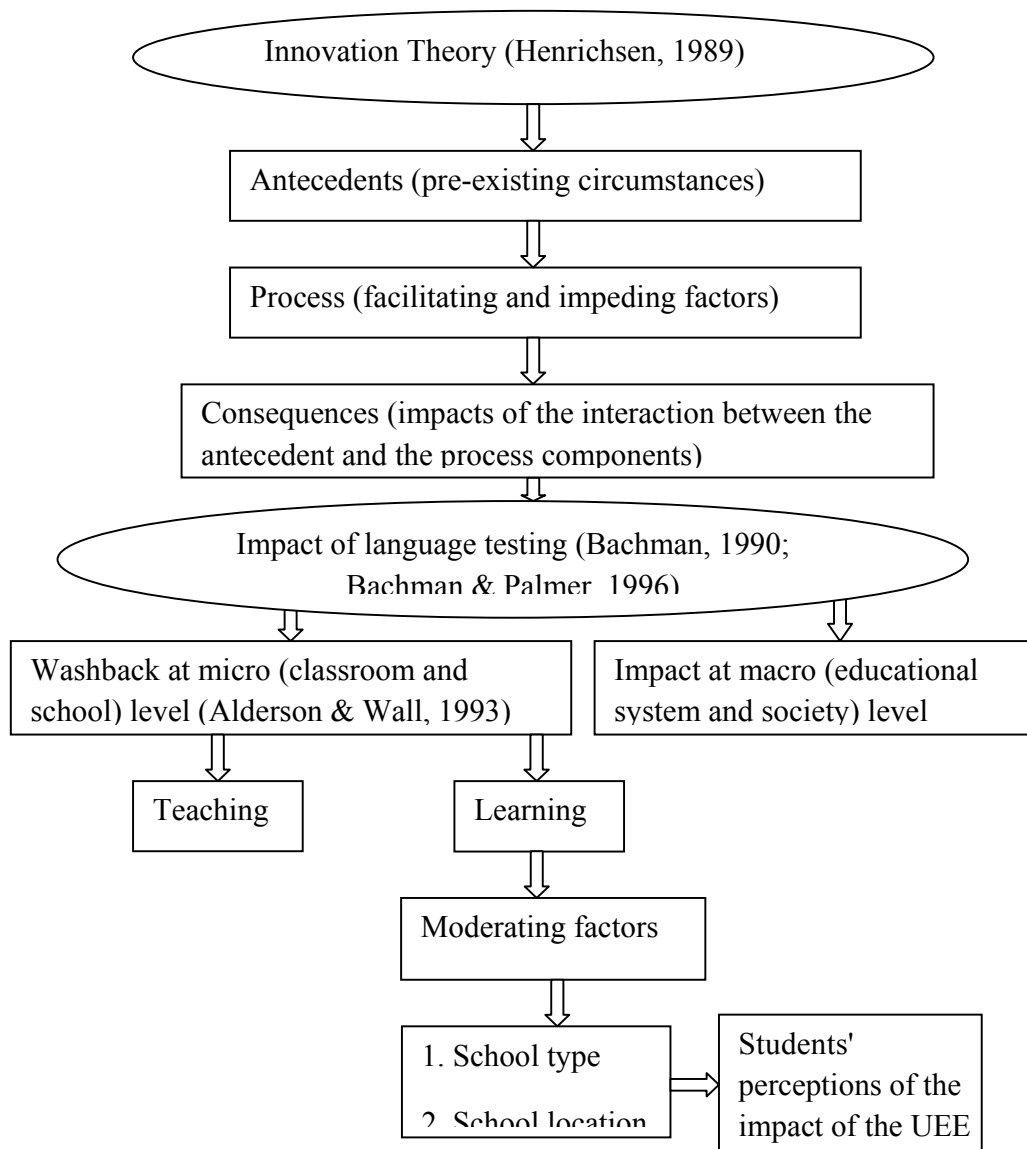 Innovation Theory (Henrichsen, 1989)
Antecedents (pre-existing circumstances)
Process (facilitating and impeding factors)
Consequences (impacts of the interaction between the
antecedent and the process components)
Impact of language testing (Bachman, 1990;
Bachman & Palmer, 1996)
Washback at micro (classroom and
school) level (Alderson & Wall, 1993)
Impact at macro (educational
system and society) level
Teaching
Learning
Moderating factors
1. School type
2. School location
Students'
perceptions of the
impact of the UEE